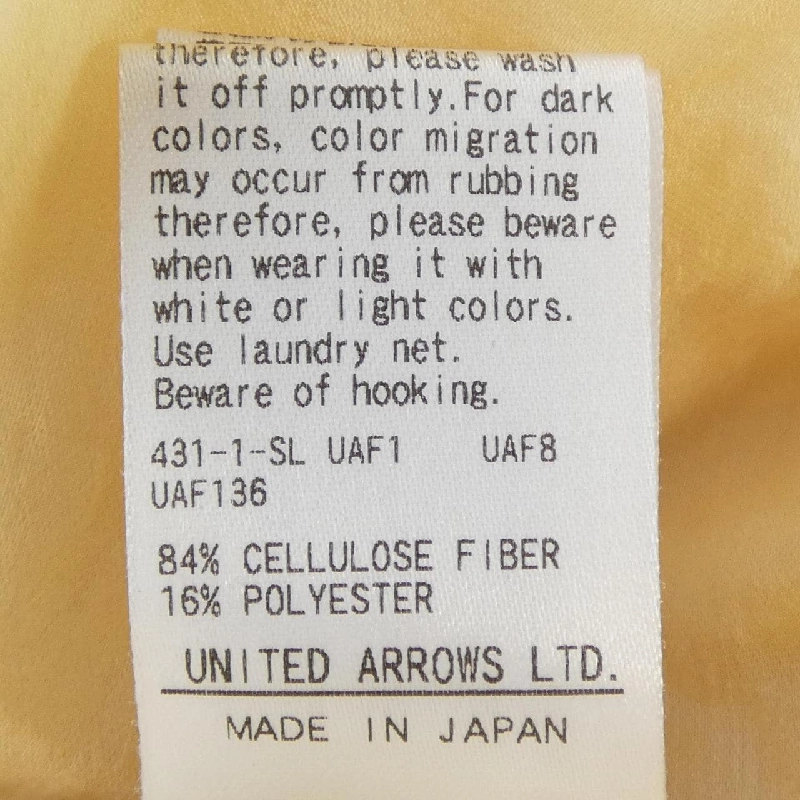 therefore, please wash
it off promptly.For dark
colors, color migration
may occur from rubbing
therefore, please beware
when wearing it with
white or light colors.
Use laundry net.
Beware of hooking.
431-1-SL UAF1 UAF8
UAF136
84% CELLULOSE FIBER
16% POLYESTER
UNITED ARROWS LTD.
MADE IN JAPAN